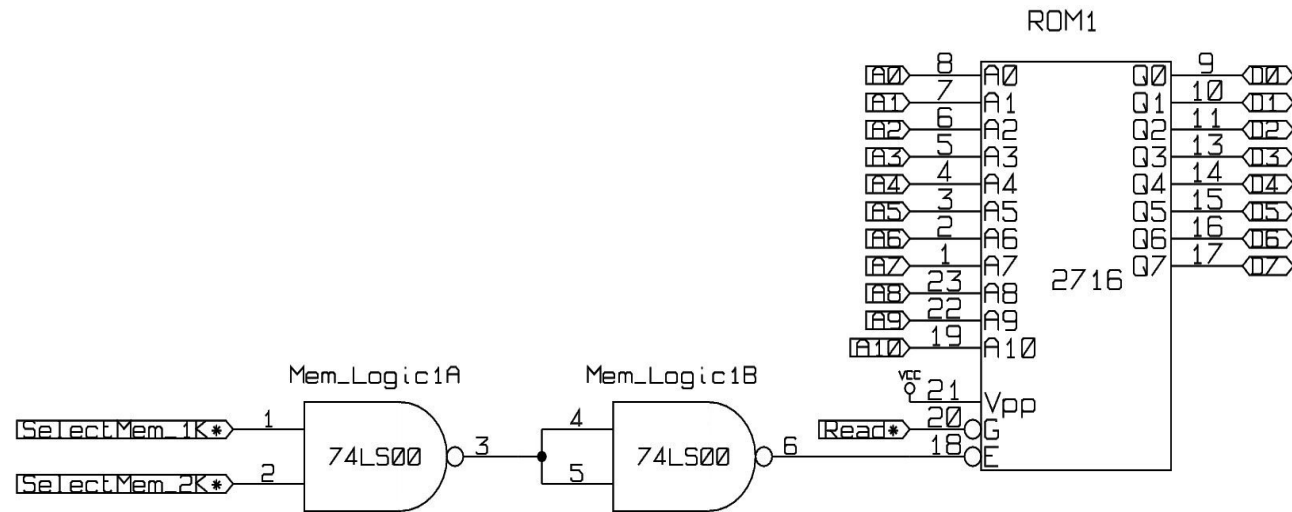 ROM1
A0 8 A0 Q0 9 D0
A1 7 A1 Q1 10 D1
A2 6 A2 Q2 11 D2
A3 5 A3 Q3 13 D3
A4 4 A4 Q4 14 D4
A5 3 A5 Q5 15 D5
A6 2 A6 Q6 16 D6
A7 1 A7 Q7 17 D7
2716
A8 23 A8
A9 22 A9
A10 19 A10
Mem_Logic1A
Mem_Logic1B
VCC 21 Vpp
SelectMem_1K* 1
4
Read* 20 G
74LS00 3
74LS00 6
18 E
SelectMem_2K* 2
5